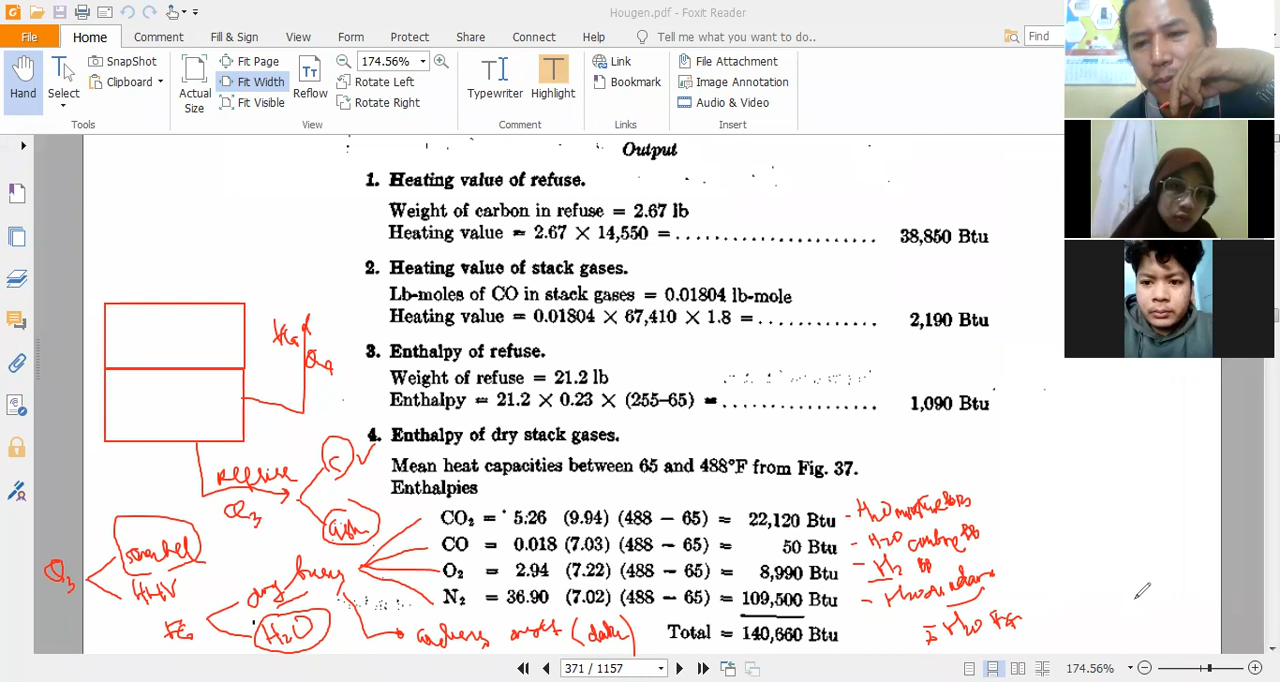 Hougen.pdf - Foxit Reader
File Home Comment Fill & Sign View Form Protect Share Connect Help Tell me what you want to do.. Find
Hand
Select
SnapShot
Clipboard
Actual Size
Fit Page
Fit Width
Fit Visible
Reflow
174.56%
Rotate Left
Rotate Right
Typewriter
Highlight
Link
Bookmark
File Attachment
Image Annotation
Audio & Video
Tools View Comment Links Insert
Output
1. Heating value of refuse.
Weight of carbon in refuse = 2.67 lb
Heating value = 2.67 × 14,550 = ..................... 38,850 Btu
2. Heating value of stack gases.
Lb-moles of CO in stack gases = 0.01804 lb-mole
Heating value = 0.01804 × 67,410 × 1.8 = ............ 2,190 Btu
3. Enthalpy of refuse.
Weight of refuse = 21.2 lb
Enthalpy = 21.2 × 0.23 × (255–65) = ................ 1,090 Btu
4. Enthalpy of dry stack gases.
Mean heat capacities between 65 and 488°F from Fig. 37.
Enthalpies
CO₂ = 5.26 (9.94) (488 − 65) = 22,120 Btu
CO = 0.018 (7.03) (488 − 65) = 50 Btu
O₂ = 2.94 (7.22) (488 − 65) = 8,990 Btu
N₂ = 36.90 (7.02) (488 − 65) = 109,500 Btu
Total = 140,660 Btu
Refuse
C
ash
Q3
Q3
HHV
H2O
371 / 1157
174.56%